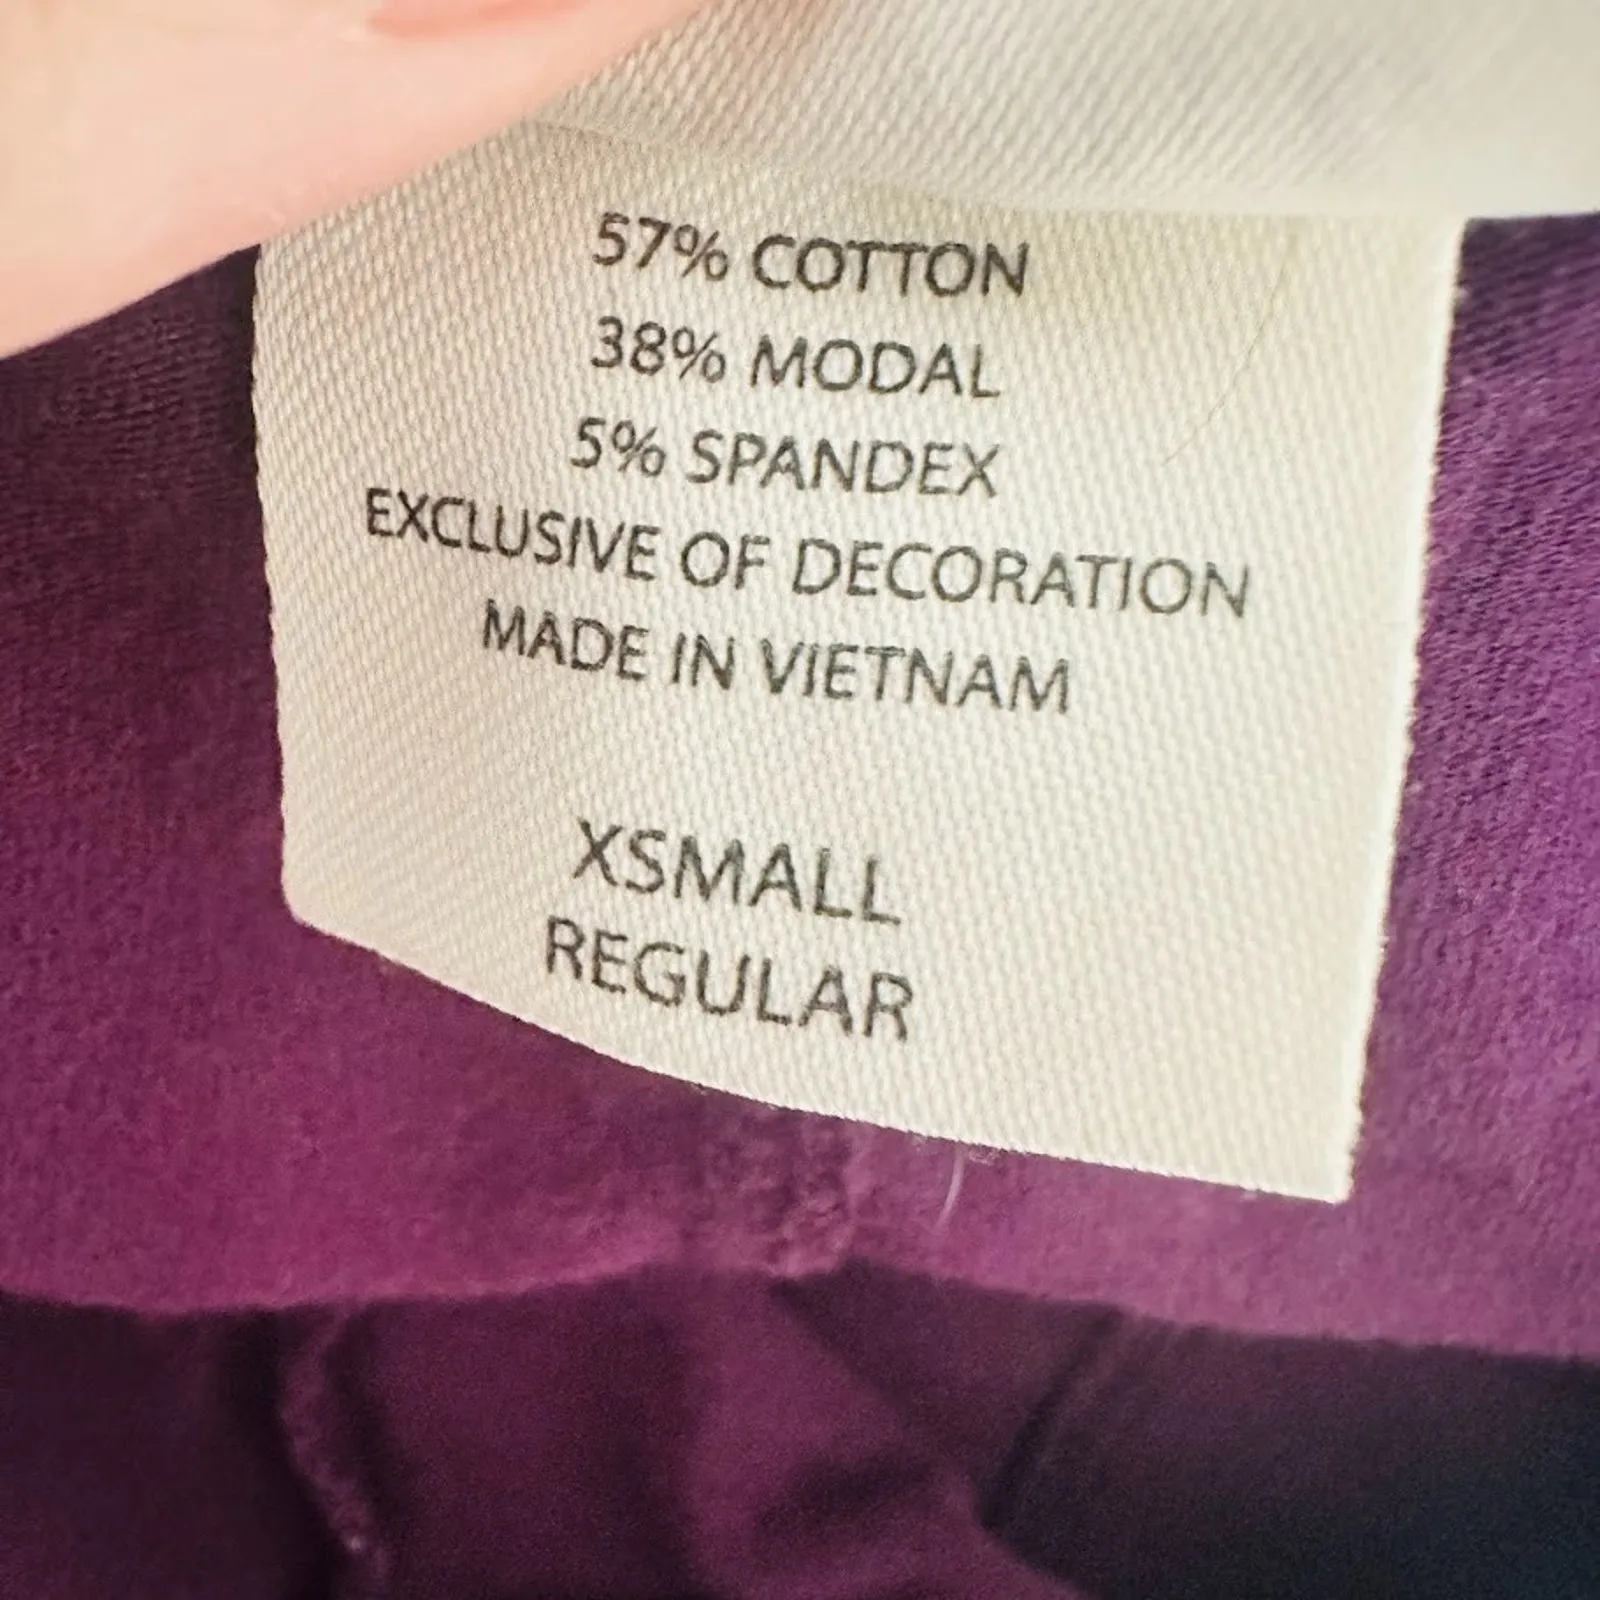 57% COTTON
38% MODAL
5% SPANDEX
EXCLUSIVE OF DECORATION
MADE IN VIETNAM
XSMALL
REGULAR